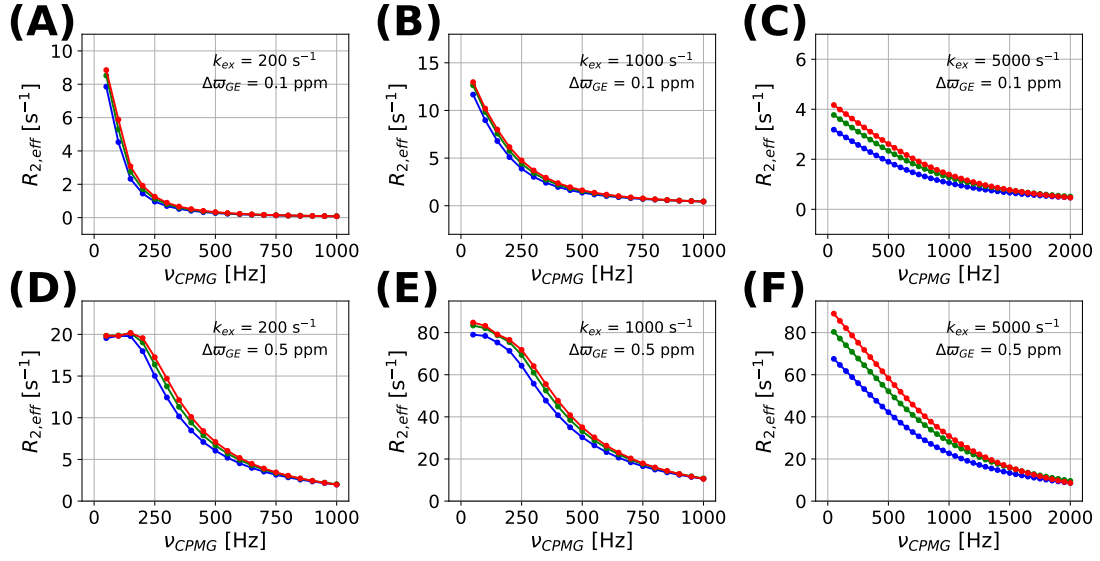 (A)
k_ex = 200 s⁻¹
Δϖ_GE = 0.1 ppm
R_2,eff [s⁻¹]
10
8
6
4
2
0
0 250 500 750 1000
ν_CPMG [Hz]
(B)
k_ex = 1000 s⁻¹
Δϖ_GE = 0.1 ppm
R_2,eff [s⁻¹]
15
10
5
0
0 250 500 750 1000
ν_CPMG [Hz]
(C)
k_ex = 5000 s⁻¹
Δϖ_GE = 0.1 ppm
R_2,eff [s⁻¹]
6
4
2
0
0 500 1000 1500 2000
ν_CPMG [Hz]
(D)
k_ex = 200 s⁻¹
Δϖ_GE = 0.5 ppm
R_2,eff [s⁻¹]
20
15
10
5
0
0 250 500 750 1000
ν_CPMG [Hz]
(E)
k_ex = 1000 s⁻¹
Δϖ_GE = 0.5 ppm
R_2,eff [s⁻¹]
80
60
40
20
0
0 250 500 750 1000
ν_CPMG [Hz]
(F)
k_ex = 5000 s⁻¹
Δϖ_GE = 0.5 ppm
R_2,eff [s⁻¹]
80
60
40
20
0
0 500 1000 1500 2000
ν_CPMG [Hz]